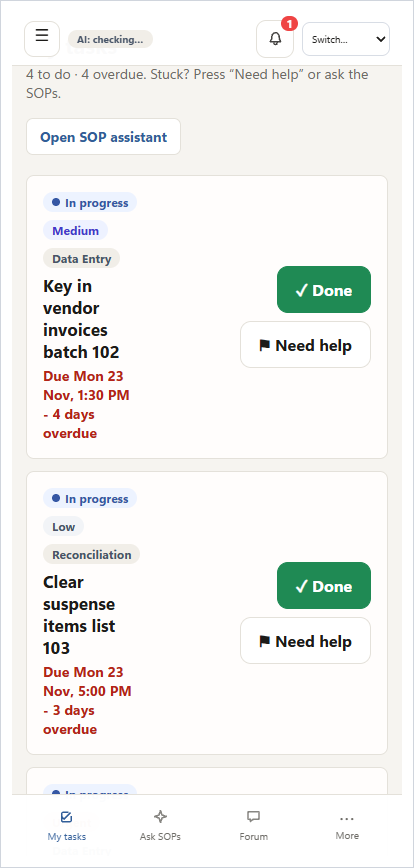 ☰
AI: checking...
1
Switch...
4 to do · 4 overdue. Stuck? Press “Need help” or ask the
SOPs.
Open SOP assistant
In progress
Medium
Data Entry
Key in
vendor
invoices
batch 102
Due Mon 23
Nov, 1:30 PM
- 4 days
overdue
✓ Done
⚑ Need help
In progress
Low
Reconciliation
Clear
suspense
items list
103
Due Mon 23
Nov, 5:00 PM
- 3 days
overdue
✓ Done
⚑ Need help
In progress
My tasks
Ask SOPs
Forum
More